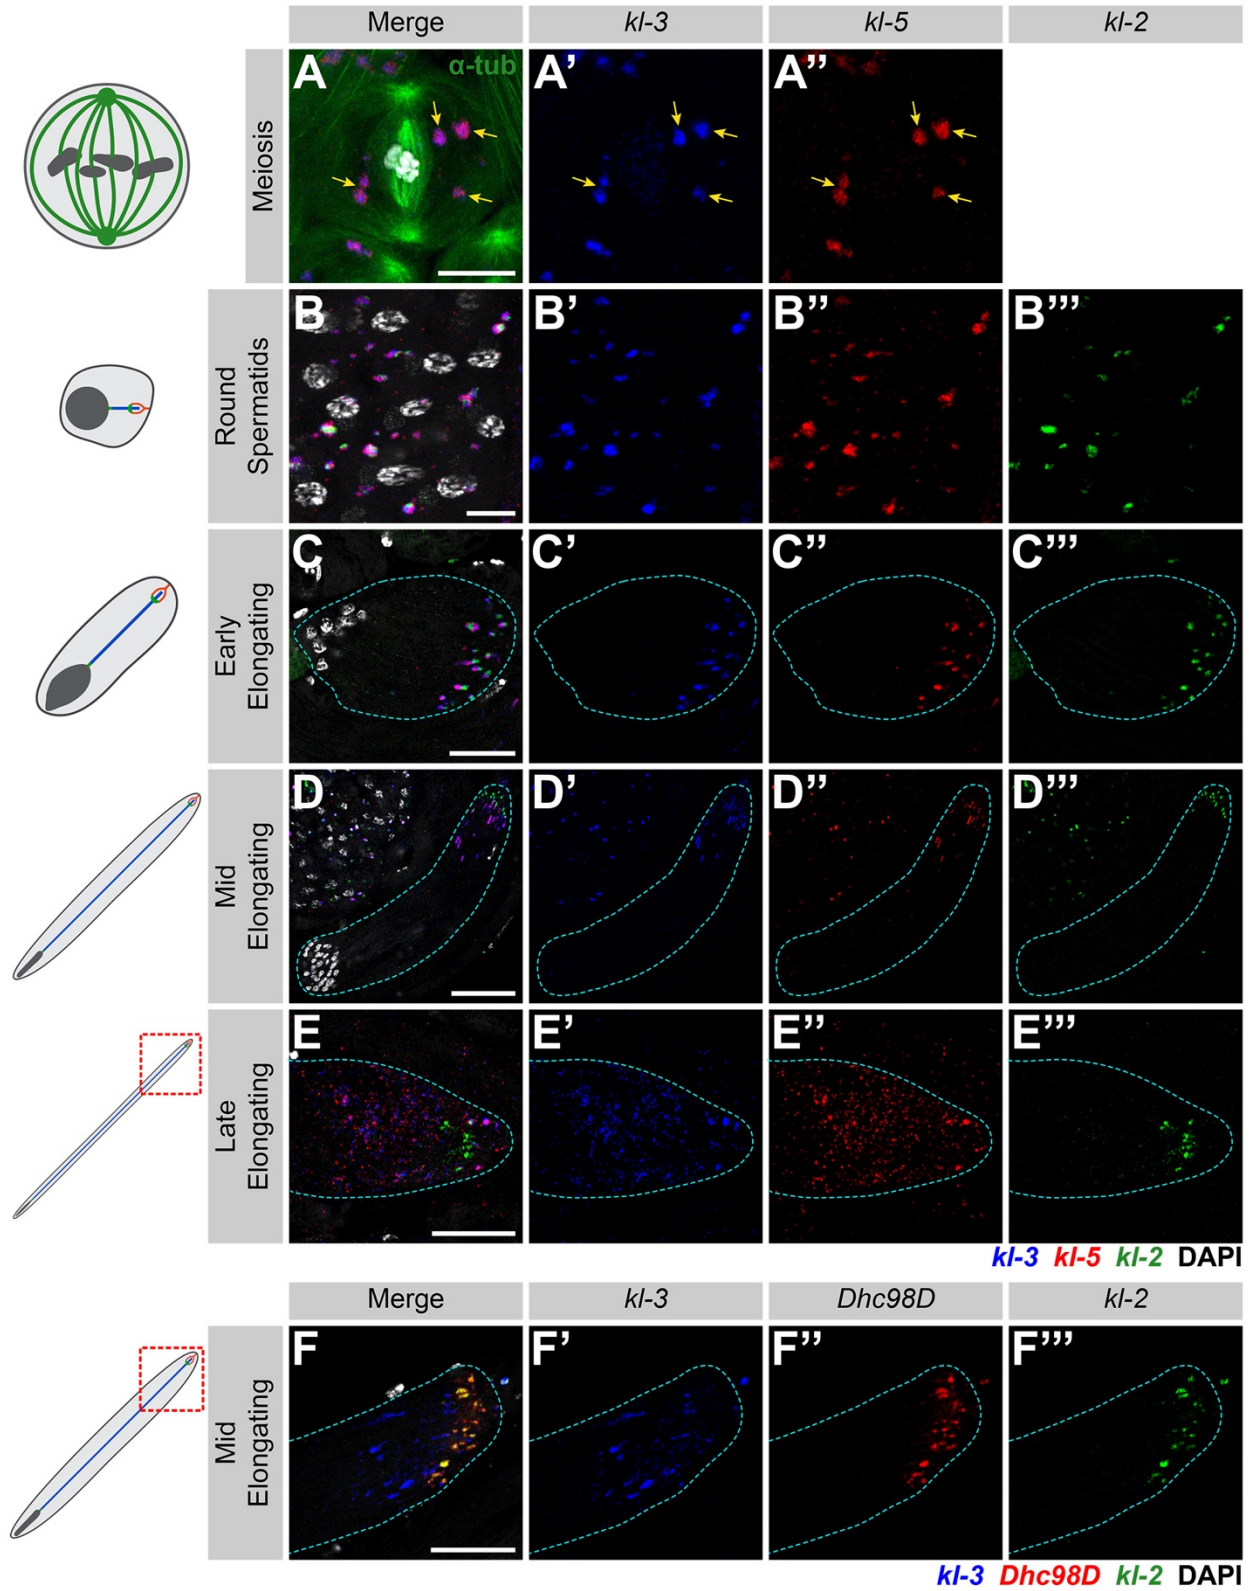 Merge kl-3 kl-5 kl-2
Meiosis
A α-tub A’ A’’
Round
Spermatids
B B’ B’’ B’’’
Early
Elongating
C C’ C’’ C’’’
Mid
Elongating
D D’ D’’ D’’’
Late
Elongating
E E’ E’’ E’’’
kl-3 kl-5 kl-2 DAPI
Merge kl-3 Dhc98D kl-2
Mid
Elongating
F F’ F’’ F’’’
kl-3 Dhc98D kl-2 DAPI